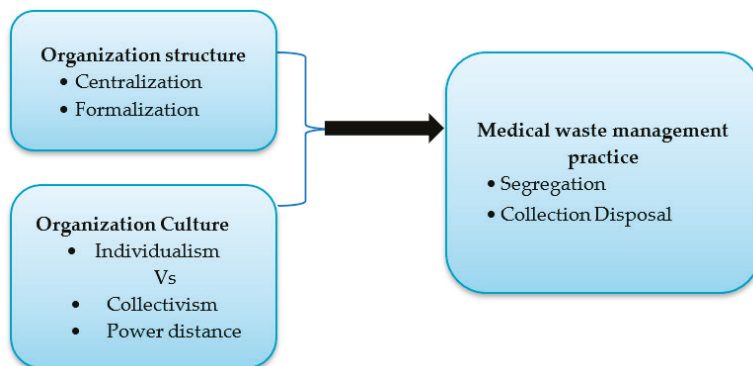 Organization structure
• Centralization
• Formalization
Organization Culture
• Individualism
Vs
• Collectivism
• Power distance
Medical waste management
practice
• Segregation
• Collection Disposal